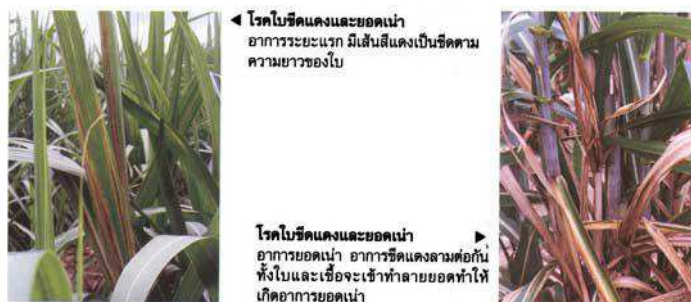 ◀ โรคใบขีดแดงและยอดเน่า
อาการระยะแรก มีเส้นสีแดงเป็นขีดตาม
ความยาวของใบ
โรคใบขีดแดงและยอดเน่า ▶
อาการยอดเน่า อาการขีดแดงลามต่อกัน
ทั้งใบและเชื้อจะเข้าทำลายยอดทำให้
เกิดอาการยอดเน่า